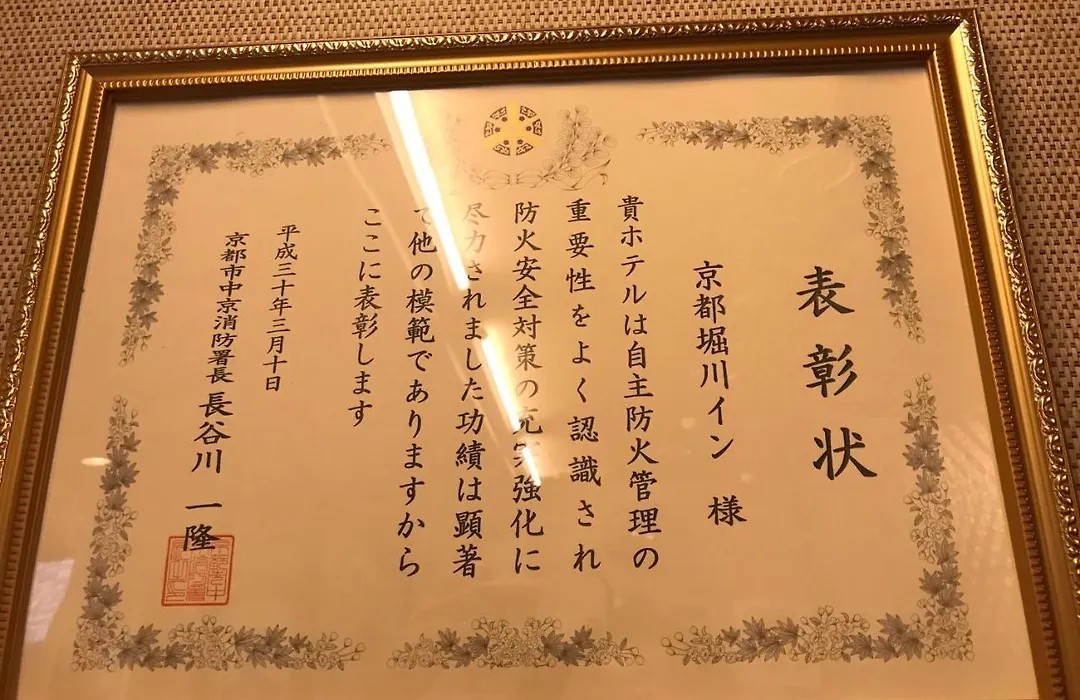 表彰状
京都堀川イン 様
貴ホテルは自主防火管理の
重要性をよく認識され
防火安全対策の充実強化に
尽力されました功績は顕著
て他の模範でありますから
ここに表彰します
平成三十年三月十日
京都市中京消防署長 長谷川 一隆